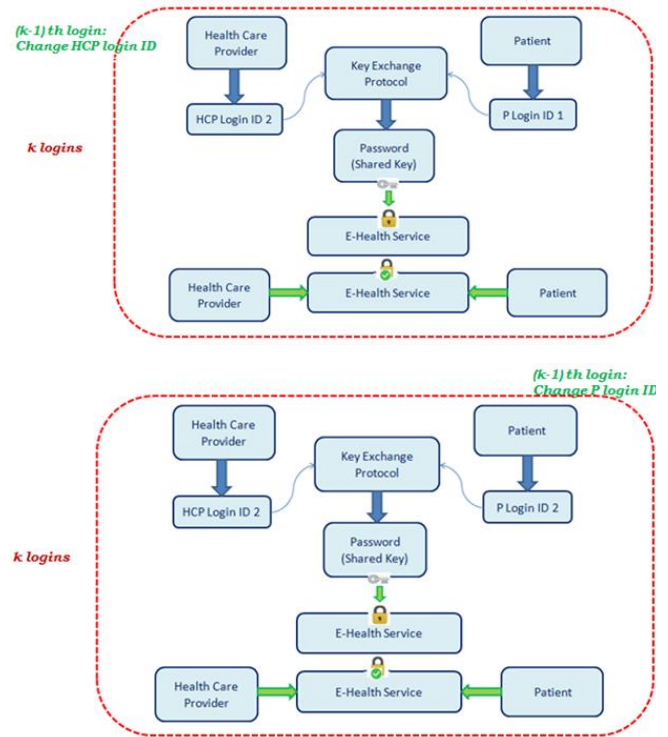 (k-1) th logins:
Change HCP login ID
Health Care
Provider
Patient
Key Exchange
Protocol
HCP Login ID 2
P Login ID 1
k logins
Password
(Shared Key)
E-Health Service
Health Care
Provider
E-Health Service
Patient
(k-1) th login:
Change P login ID
Health Care
Provider
Patient
Key Exchange
Protocol
HCP Login ID 2
P Login ID 2
k logins
Password
(Shared Key)
E-Health Service
Health Care
Provider
E-Health Service
Patient